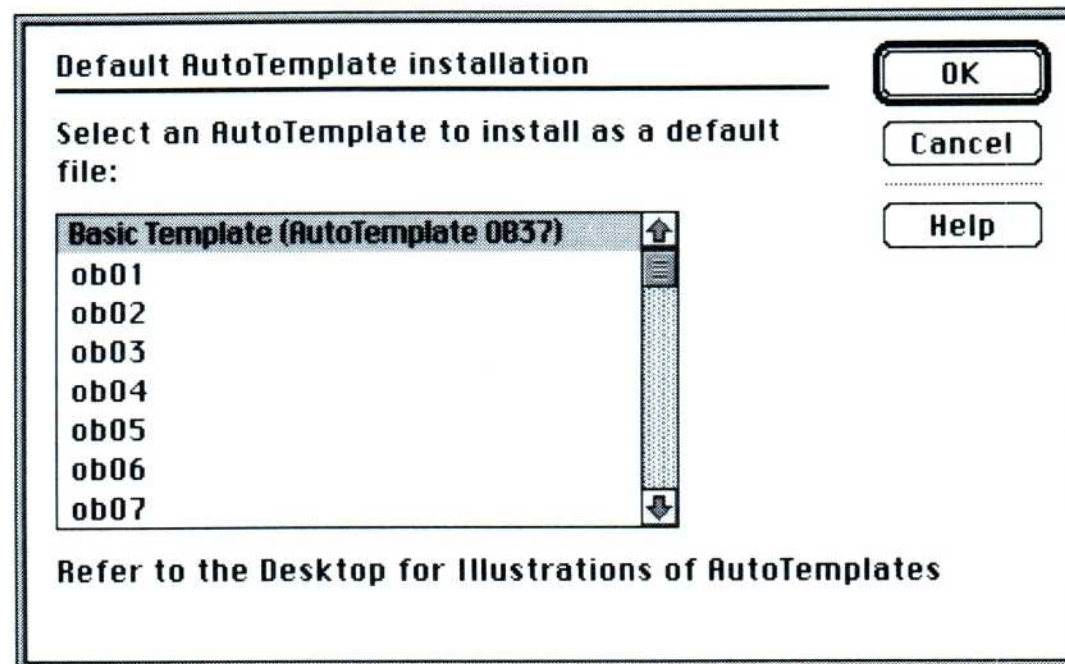 Default AutoTemplate installation
OK
Select an AutoTemplate to install as a default
file:
Cancel
Help
Basic Template (AutoTemplate OB37)
ob01
ob02
ob03
ob04
ob05
ob06
ob07
Refer to the Desktop for Illustrations of AutoTemplates